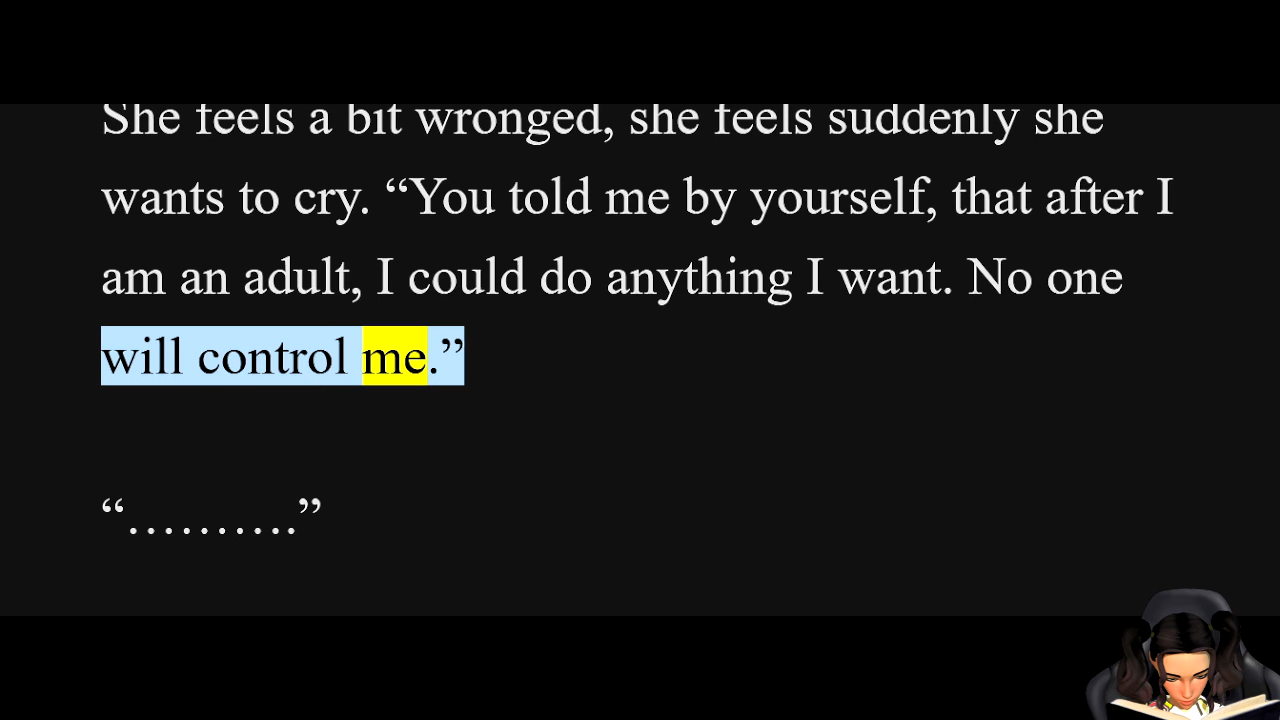 She feels a bit wronged, she feels suddenly she
wants to cry. “You told me by yourself, that after I
am an adult, I could do anything I want. No one
will control me.”
“……….”